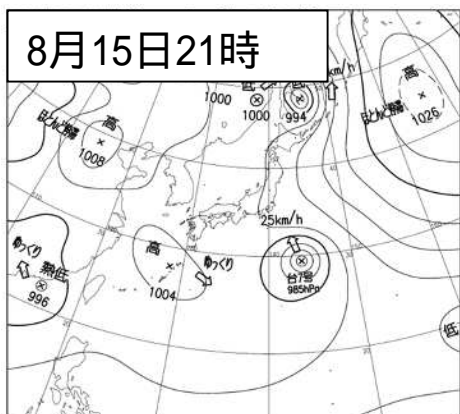 8月15日21時
km/h
低
高
1000
1000
994
ほとんど停滞
1026
ほとんど停滞
高
1008
25km/h
ゆっくり
熱低
996
高
ゆっくり
1004
台7号
985hPa
低